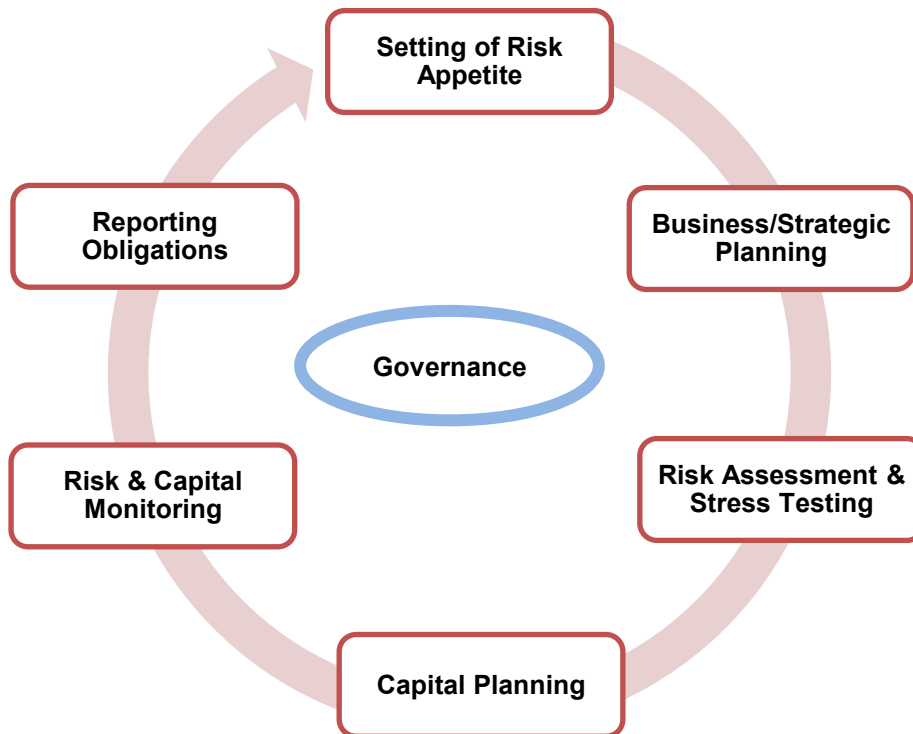 Setting of Risk
Appetite
Business/Strategic
Planning
Risk Assessment &
Stress Testing
Capital Planning
Risk & Capital
Monitoring
Reporting
Obligations
Governance